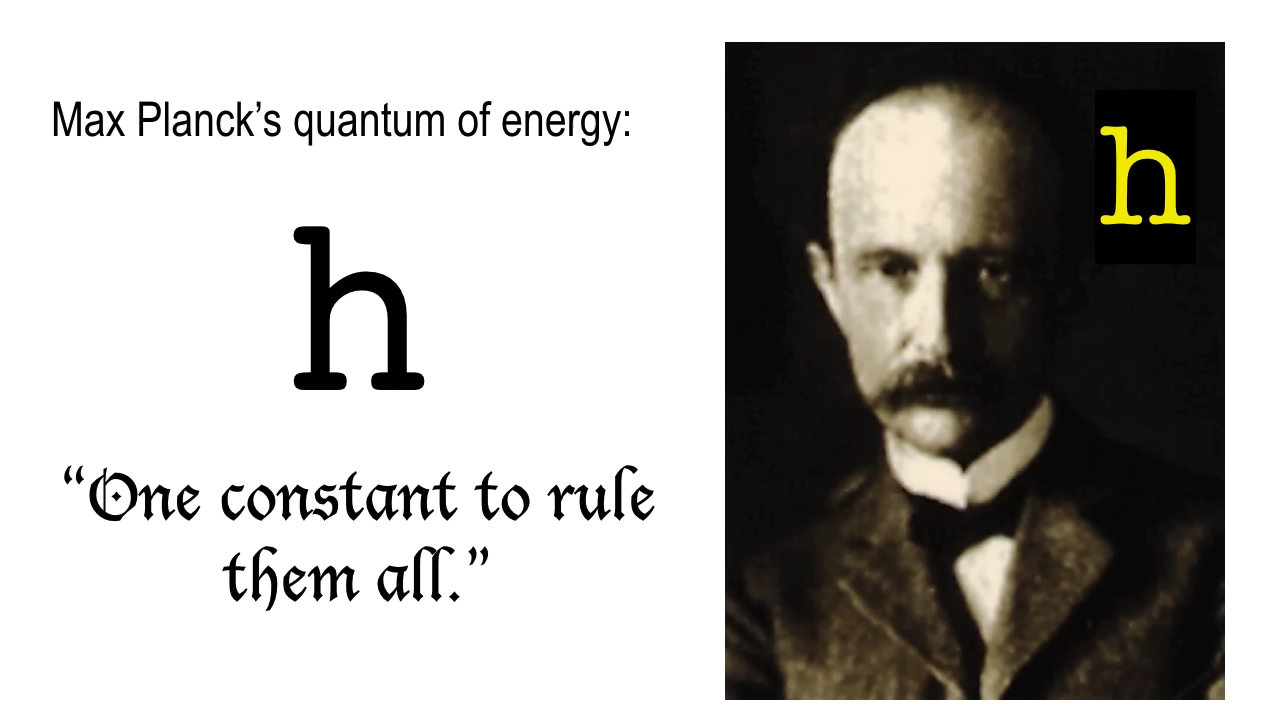 Max Planck’s quantum of energy:
h
“One constant to rule
them all.”
h